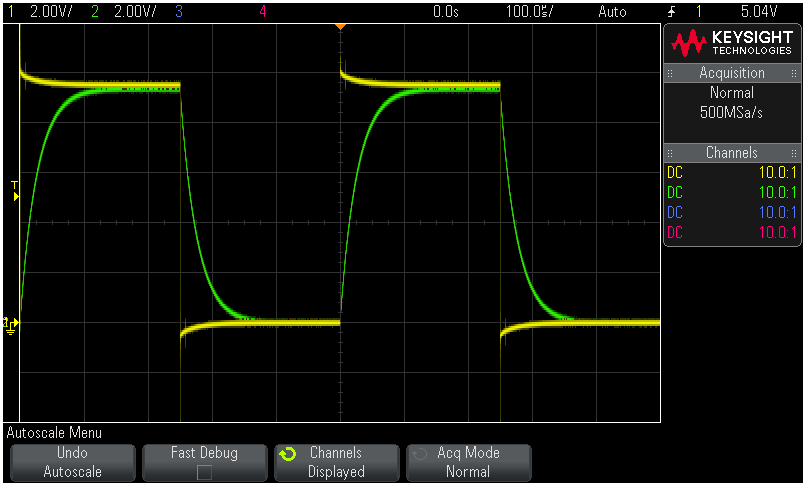 1 2.00V/ 2 2.00V/ 3 4 0.0s 100.0µs/ Auto 1 5.04V
KEYSIGHT
TECHNOLOGIES
Acquisition
Normal
500MSa/s
Channels
DC 10.0:1
DC 10.0:1
DC 10.0:1
DC 10.0:1
T
Autoscale Menu
Undo
Autoscale
Fast Debug
Channels
Displayed
Acq Mode
Normal